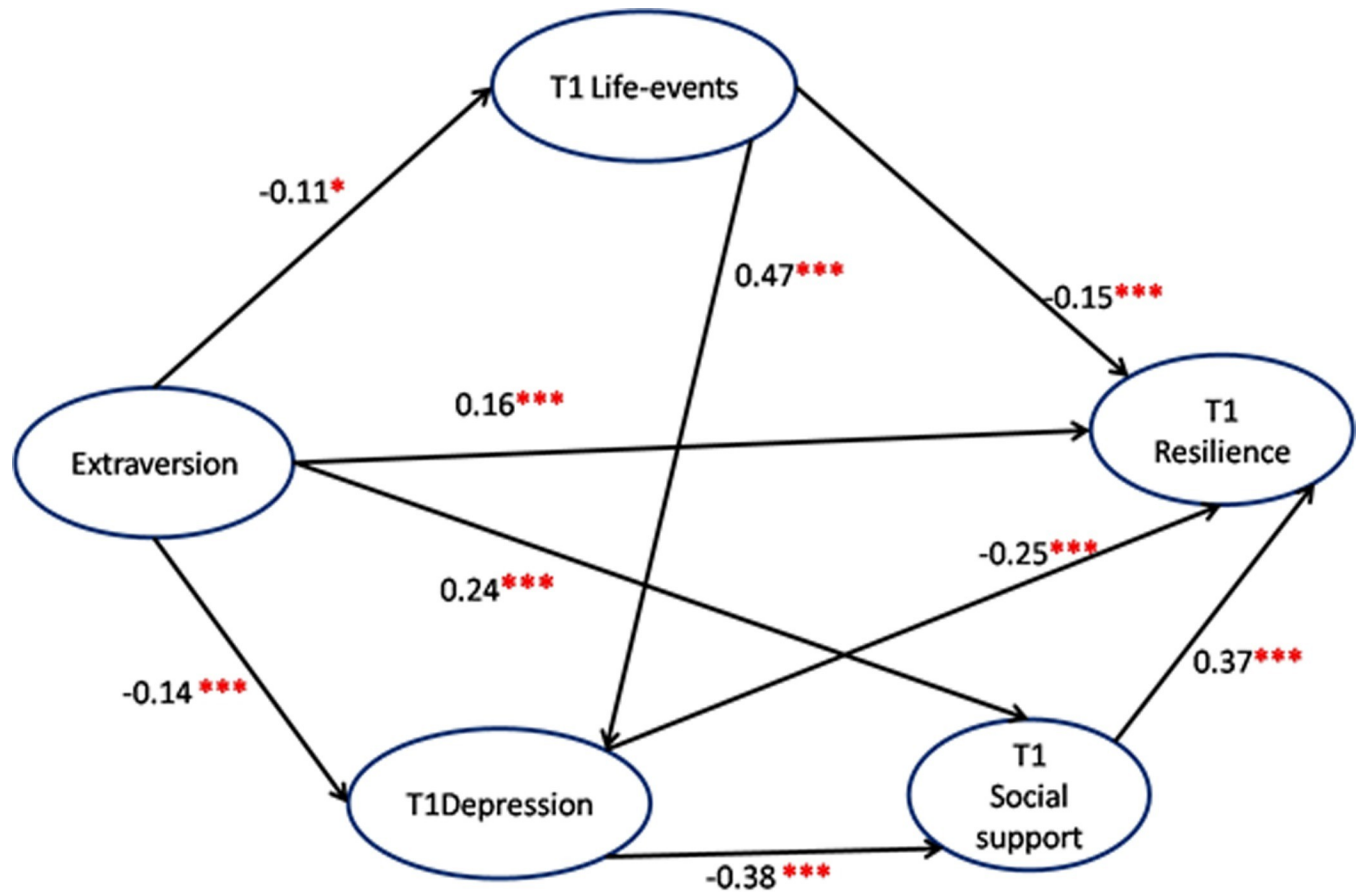 T1 Life-events
-0.11*
0.47***
-0.15***
0.16***
T1
Resilience
Extraversion
-0.25***
0.24***
0.37***
-0.14 ***
T1
Social
support
T1Depression
-0.38 ***